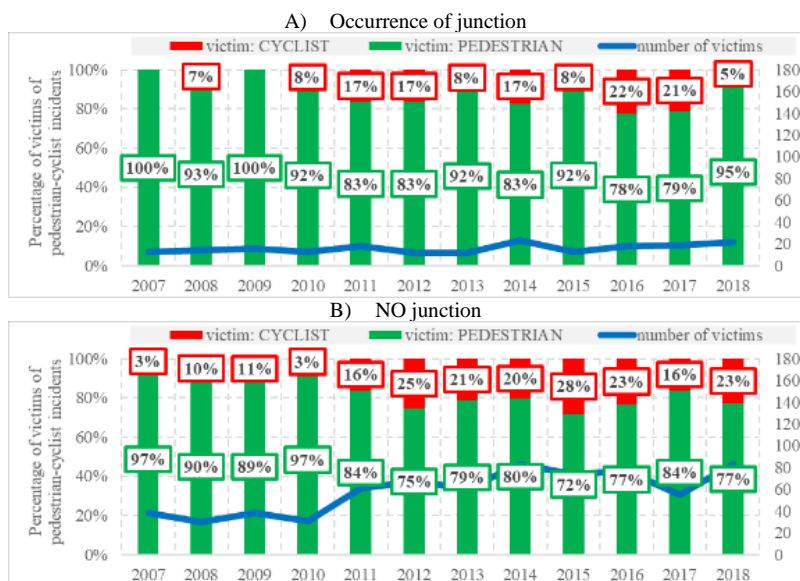 A) Occurrence of junction
victim: CYCLIST victim: PEDESTRIAN number of victims
Percentage of victims of
pedestrian-cyclist incidents
100% 80% 60% 40% 20% 0%
7% 8% 17% 17% 8% 17% 8% 22% 21% 5%
100% 93% 100% 92% 83% 83% 92% 83% 92% 78% 79% 95%
180 160 140 120 100 80 60 40 20 0
2007 2008 2009 2010 2011 2012 2013 2014 2015 2016 2017 2018
B) NO junction
victim: CYCLIST victim: PEDESTRIAN number of victims
Percentage of victims of
pedestrian-cyclist incidents
100% 80% 60% 40% 20% 0%
3% 10% 11% 3% 16% 25% 21% 20% 28% 23% 16% 23%
97% 90% 89% 97% 84% 75% 79% 80% 72% 77% 84% 77%
180 160 140 120 100 80 60 40 20 0
2007 2008 2009 2010 2011 2012 2013 2014 2015 2016 2017 2018